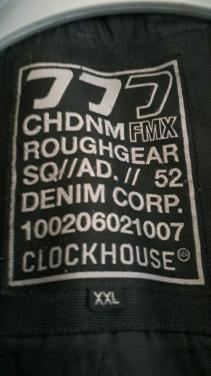 CHDNM FMX
ROUGHGEAR
SQ//AD. // 52
DENIM CORP.
100206021007
CLOCKHOUSE
XXL